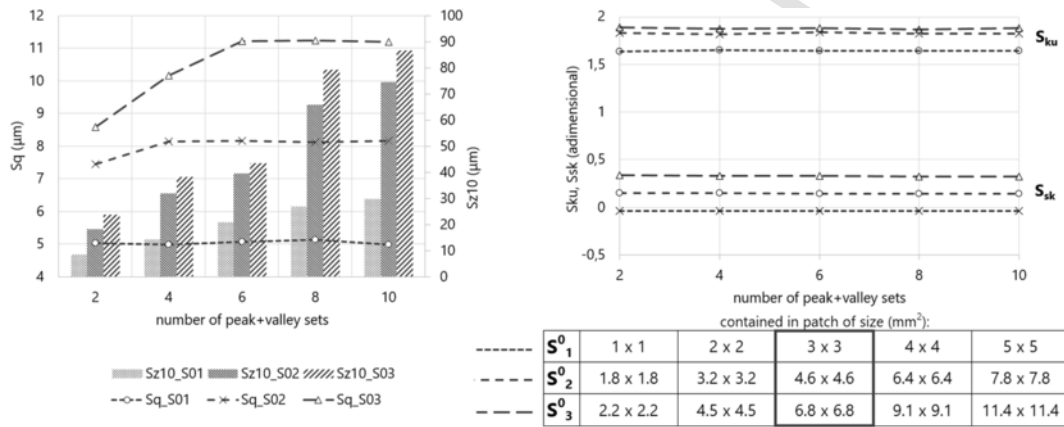 12
11
10
9
8
7
6
5
4
Sq (µm)
100
90
80
70
60
50
40
30
20
10
0
Sz10 (µm)
2 4 6 8 10
number of peak+valley sets
Sz10_S01 Sz10_S02 Sz10_S03
Sq_S01 Sq_S02 Sq_S03
2
1,5
1
0,5
0
-0,5
Sku, Ssk (adimensional)
Sku
Ssk
2 4 6 8 10
number of peak+valley sets
contained in patch of size (mm²):
S⁰₁ 1 x 1 2 x 2 3 x 3 4 x 4 5 x 5
S⁰₂ 1.8 x 1.8 3.2 x 3.2 4.6 x 4.6 6.4 x 6.4 7.8 x 7.8
S⁰₃ 2.2 x 2.2 4.5 x 4.5 6.8 x 6.8 9.1 x 9.1 11.4 x 11.4